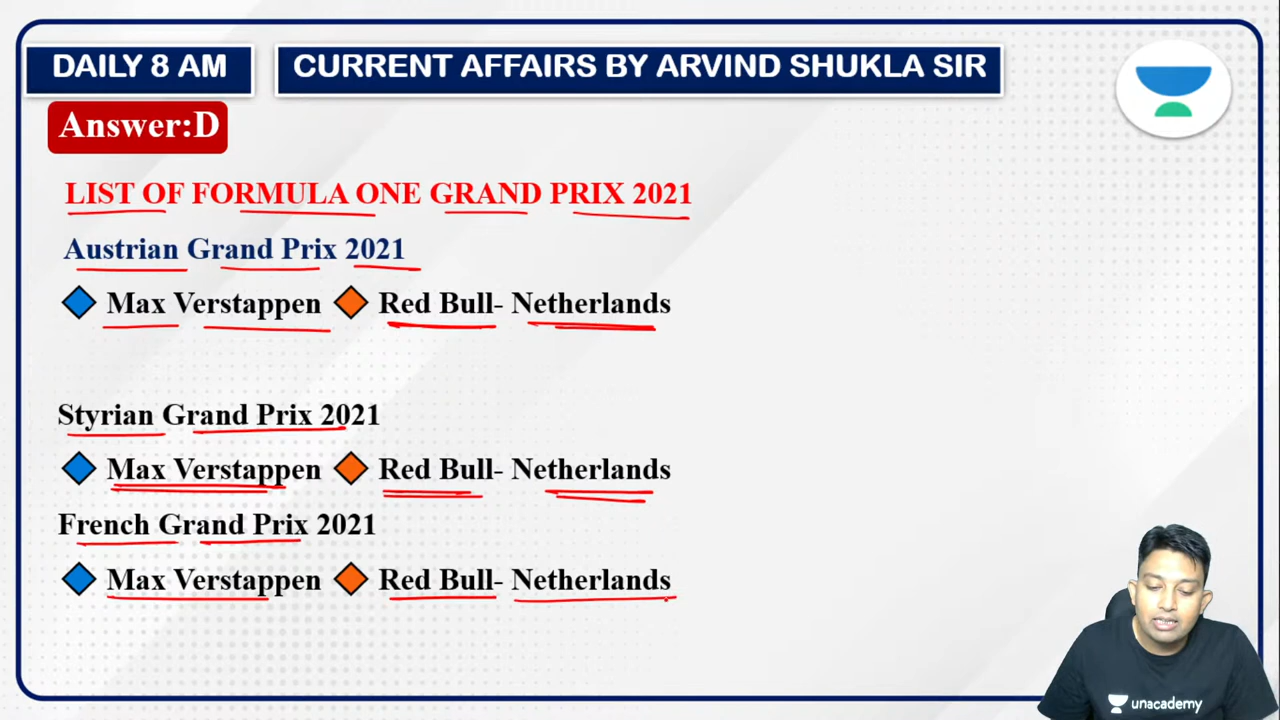 DAILY 8 AM
CURRENT AFFAIRS BY ARVIND SHUKLA SIR
Answer:D
LIST OF FORMULA ONE GRAND PRIX 2021
Austrian Grand Prix 2021
Max Verstappen Red Bull- Netherlands
Styrian Grand Prix 2021
Max Verstappen Red Bull- Netherlands
French Grand Prix 2021
Max Verstappen Red Bull- Netherlands
unacademy